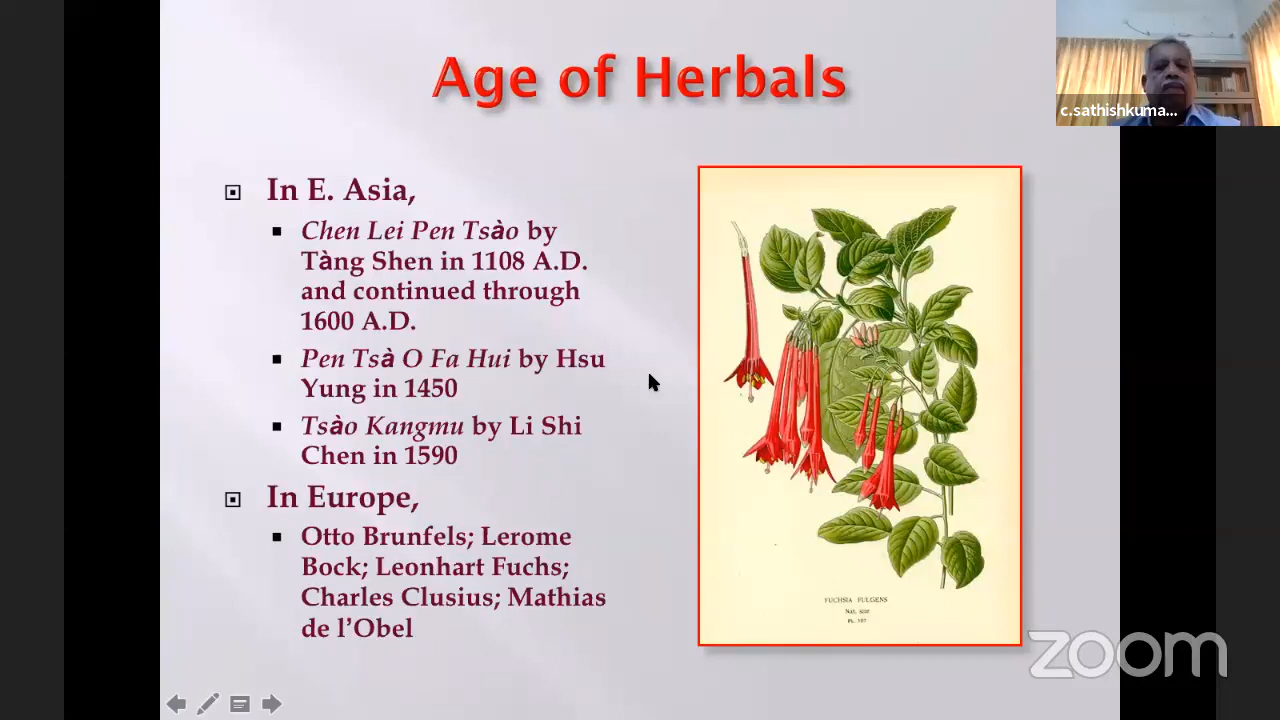 Age of Herbals
c.sathishkuma...
In E. Asia,
Chen Lei Pen Tsào by
Tàng Shen in 1108 A.D.
and continued through
1600 A.D.
Pen Tsà O Fa Hui by Hsu
Yung in 1450
Tsào Kangmu by Li Shi
Chen in 1590
In Europe,
Otto Brunfels; Lerome
Bock; Leonhart Fuchs;
Charles Clusius; Mathias
de l’Obel
FUCHSIA FULGENS
Nat. size
zoom